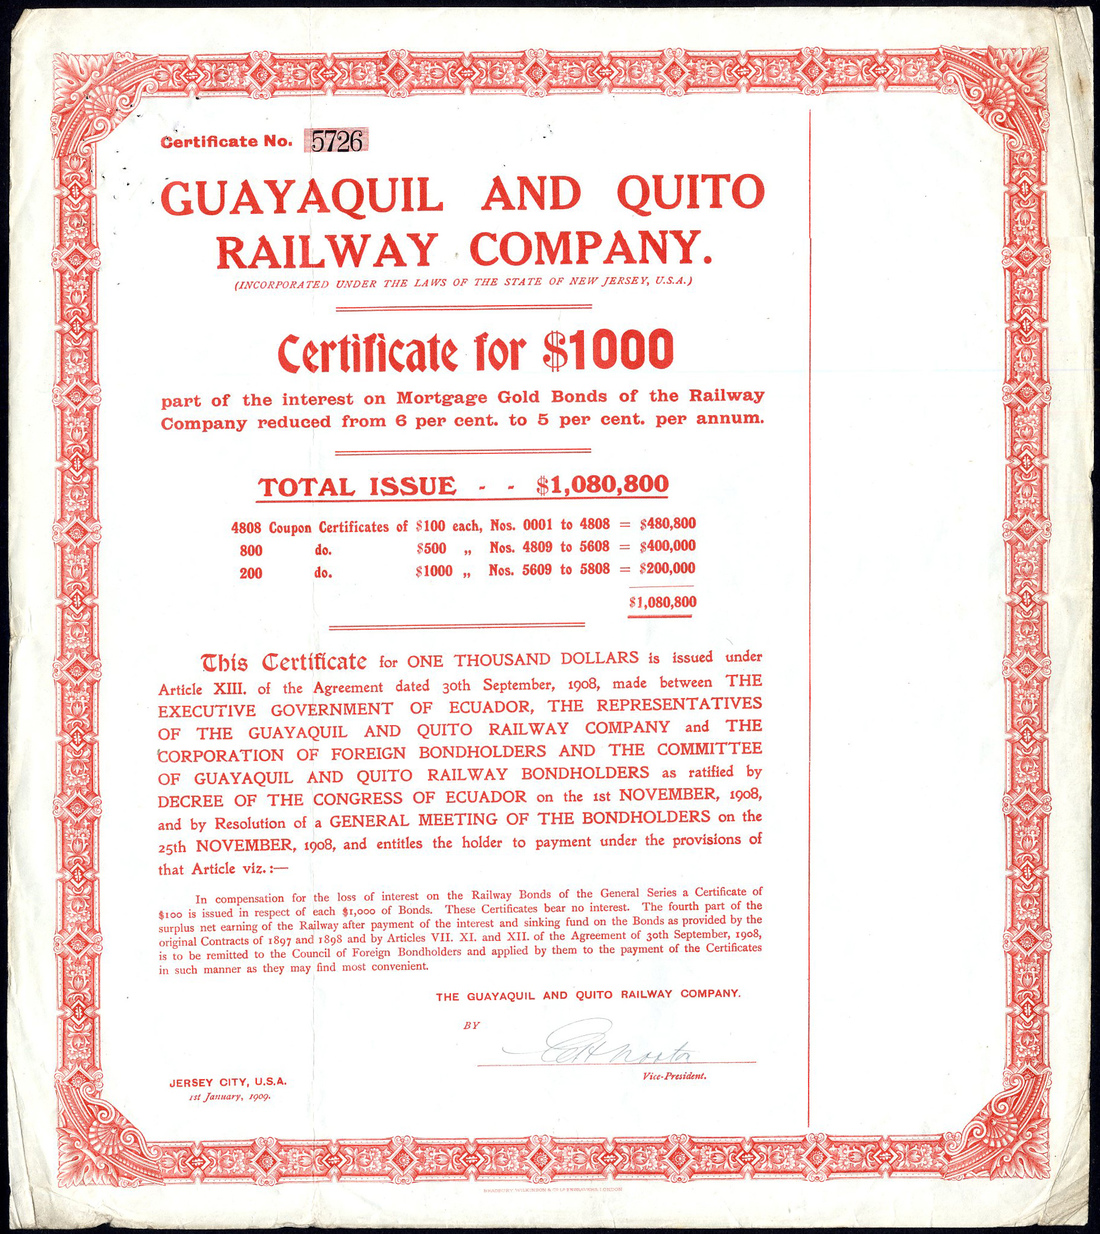 Certificate No. 5726
GUAYAQUIL AND QUITO
RAILWAY COMPANY.
(INCORPORATED UNDER THE LAWS OF THE STATE OF NEW JERSEY, U.S.A.)
Certificate for $1000
part of the interest on Mortgage Gold Bonds of the Railway
Company reduced from 6 per cent. to 5 per cent. per annum.
TOTAL ISSUE - - $1,080,800
4808 Coupon Certificates of $100 each, Nos. 0001 to 4808 = $480,800
800 do. $500 „ Nos. 4809 to 5608 = $400,000
200 do. $1000 „ Nos. 5609 to 5808 = $200,000
$1,080,800
This Certificate for ONE THOUSAND DOLLARS is issued under
Article XIII. of the Agreement dated 30th September, 1908, made between THE
EXECUTIVE GOVERNMENT OF ECUADOR, THE REPRESENTATIVES
OF THE GUAYAQUIL AND QUITO RAILWAY COMPANY and THE
CORPORATION OF FOREIGN BONDHOLDERS AND THE COMMITTEE
OF GUAYAQUIL AND QUITO RAILWAY BONDHOLDERS as ratified by
DECREE OF THE CONGRESS OF ECUADOR on the 1st NOVEMBER, 1908,
and by Resolution of a GENERAL MEETING OF THE BONDHOLDERS on the
25th NOVEMBER, 1908, and entitles the holder to payment under the provisions of
that Article viz.:—
In compensation for the loss of interest on the Railway Bonds of the General Series a Certificate of
$100 is issued in respect of each $1,000 of Bonds. These Certificates bear no interest. The fourth part of the
surplus net earning of the Railway after payment of the interest and sinking fund on the Bonds as provided by the
original Contracts of 1897 and 1898 and by Articles VII. XI. and XII. of the Agreement of 30th September, 1908,
is to be remitted to the Council of Foreign Bondholders and applied by them to the payment of the Certificates
in such manner as they may find most convenient.
THE GUAYAQUIL AND QUITO RAILWAY COMPANY.
BY
Vice-President.
JERSEY CITY, U.S.A.
1st January, 1909.